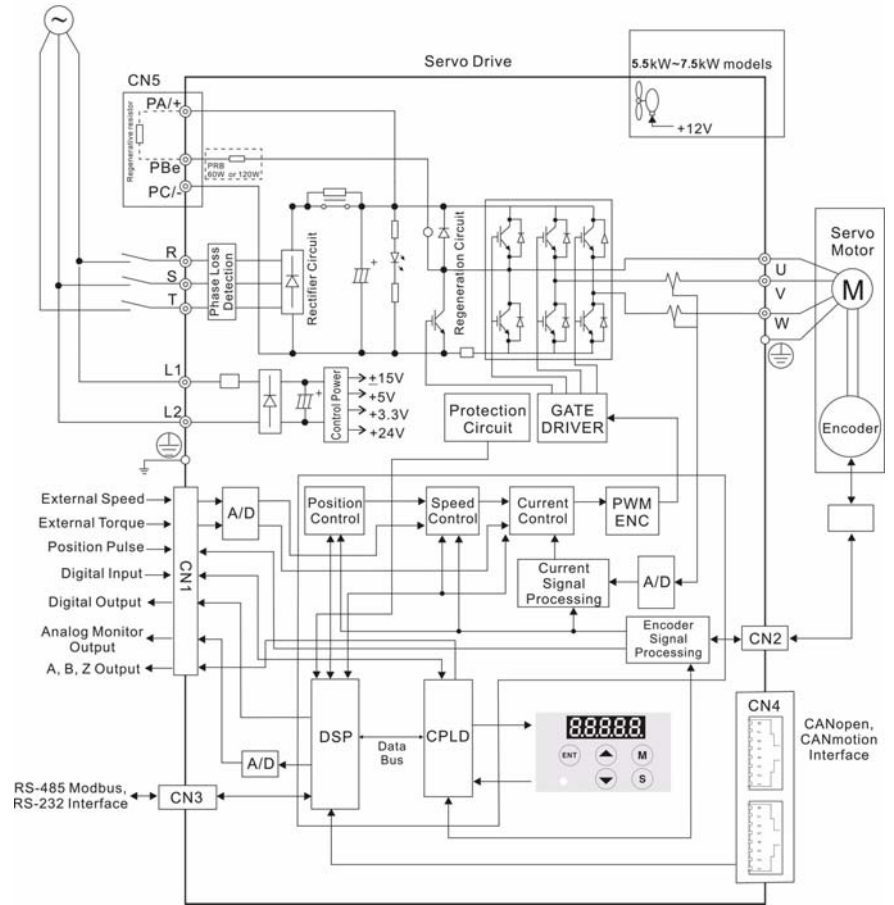 5.5kW~7.5kW models
+12V
Servo Drive
CN5
PA/+
Regenerative resistor
PBe
PRB
60W or 120W
PC/-
R
S
T
Phase Loss
Detection
Rectifier Circuit
Regeneration Circuit
U
V
W
Servo
Motor
M
Encoder
L1
L2
Control Power
+15V
+5V
+3.3V
+24V
Protection
Circuit
GATE
DRIVER
External Speed
External Torque
Position Pulse
Digital Input
Digital Output
Analog Monitor
Output
A, B, Z Output
CN1
A/D
Position
Control
Speed
Control
Current
Control
PWM
ENC
Current
Signal
Processing
A/D
Encoder
Signal
Processing
CN2
DSP
Data
Bus
CPLD
A/D
RS-485 Modbus,
RS-232 Interface
CN3
8.8.8.8.8.
ENT
M
S
CN4
CANopen,
CANmotion
Interface